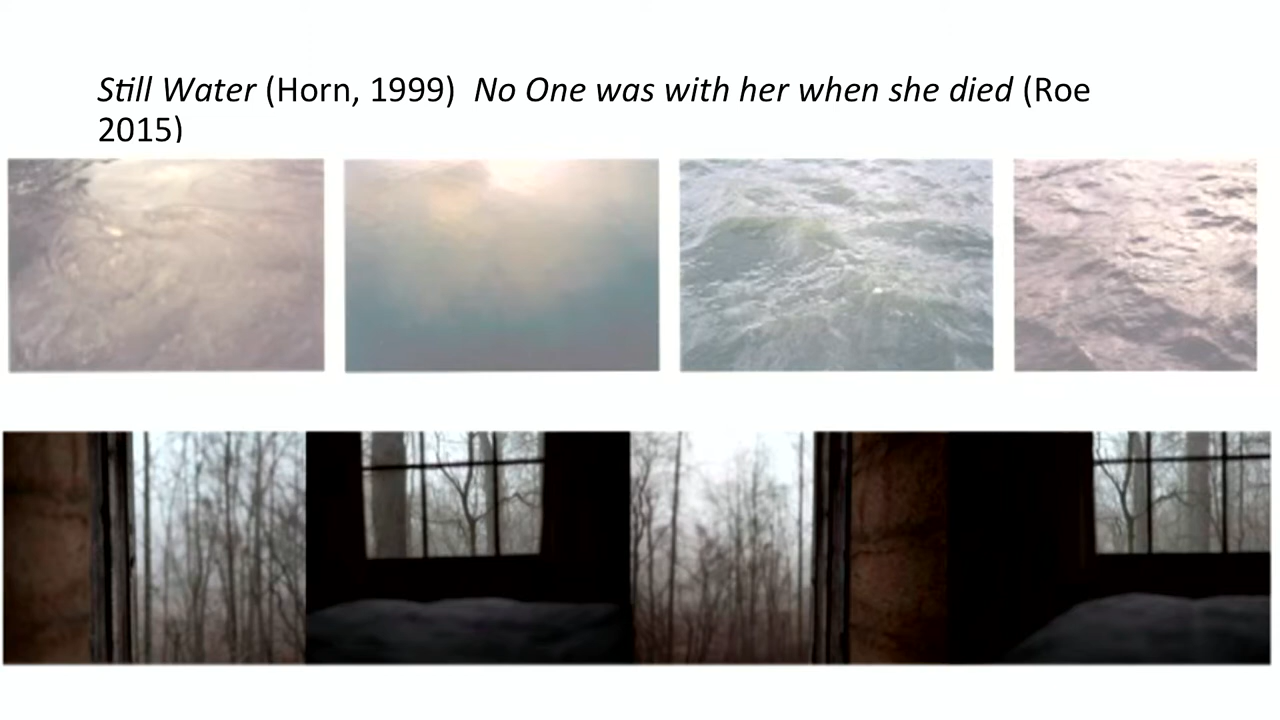 Still Water (Horn, 1999)  No One was with her when she died (Roe
2015)